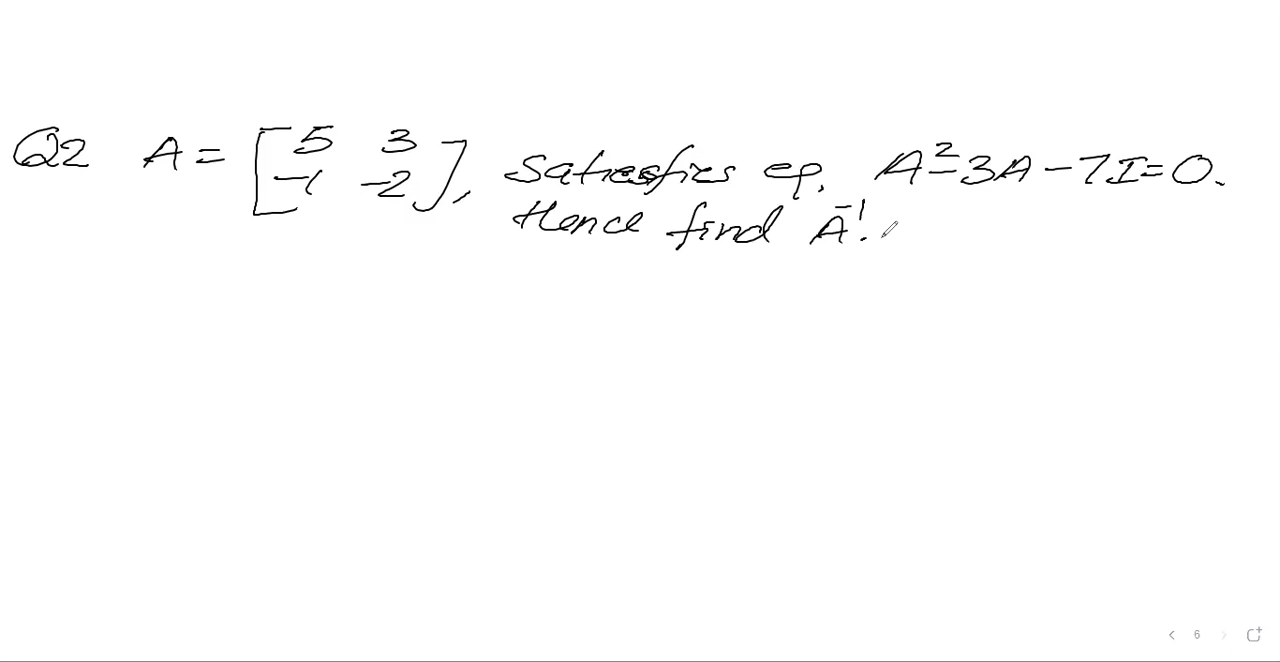 Q2 A = [5 3
-1 -2], Satisfies eq. A² - 3A - 7I = 0.
Hence find A⁻¹.
6